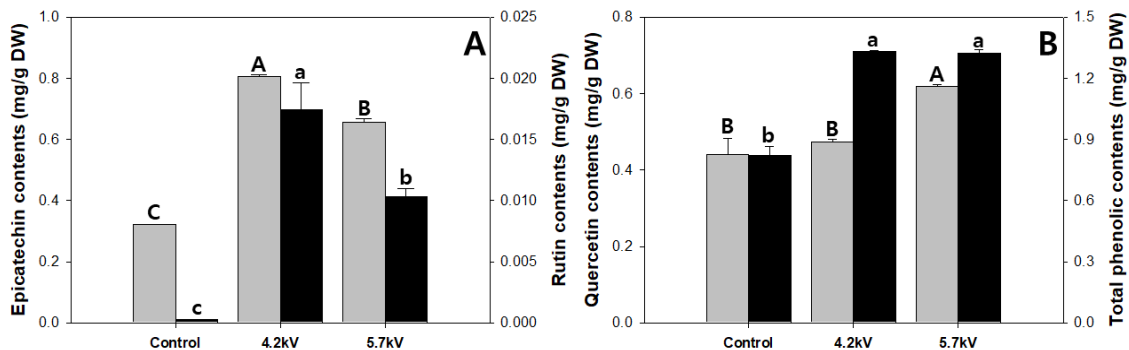 Epicatechin contents (mg/g DW)
1.0
0.8
0.6
0.4
0.2
0.0
C
c
A
a
B
b
A
Control
4.2kV
5.7kV
0.025
0.020
0.015
0.010
0.005
0.000
Rutin contents (mg/g DW)
Quercetin contents (mg/g DW)
0.8
0.6
0.4
0.2
0.0
B
b
B
a
A
a
B
Control
4.2kV
5.7kV
1.5
1.2
0.9
0.6
0.3
0.0
Total phenolic contents (mg/g DW)